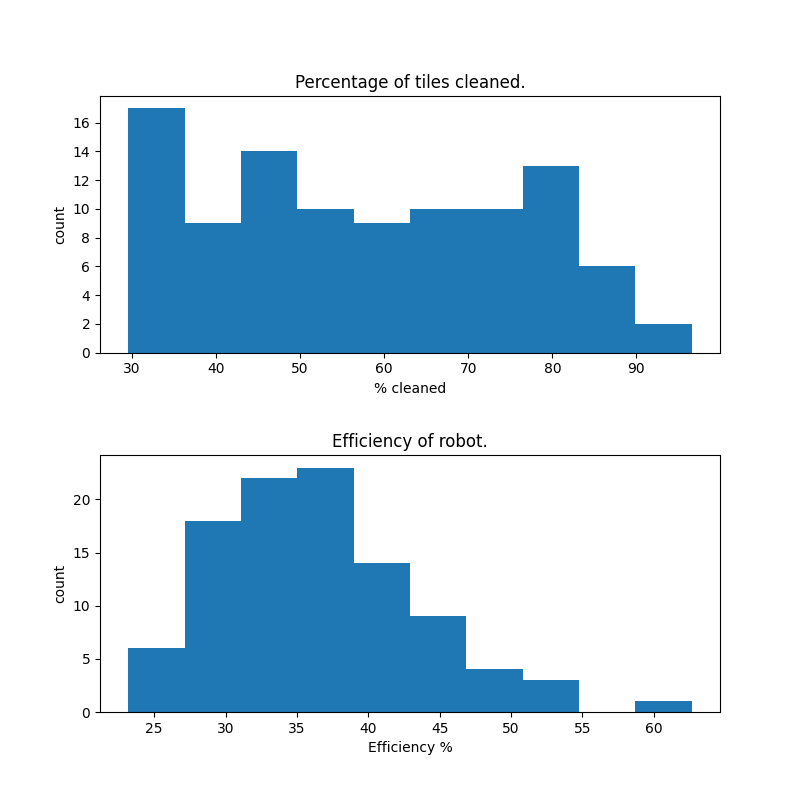 Percentage of tiles cleaned.
16
14
12
10
8
6
4
2
0
count
30 40 50 60 70 80 90
% cleaned
Efficiency of robot.
20
15
10
5
0
count
25 30 35 40 45 50 55 60
Efficiency %